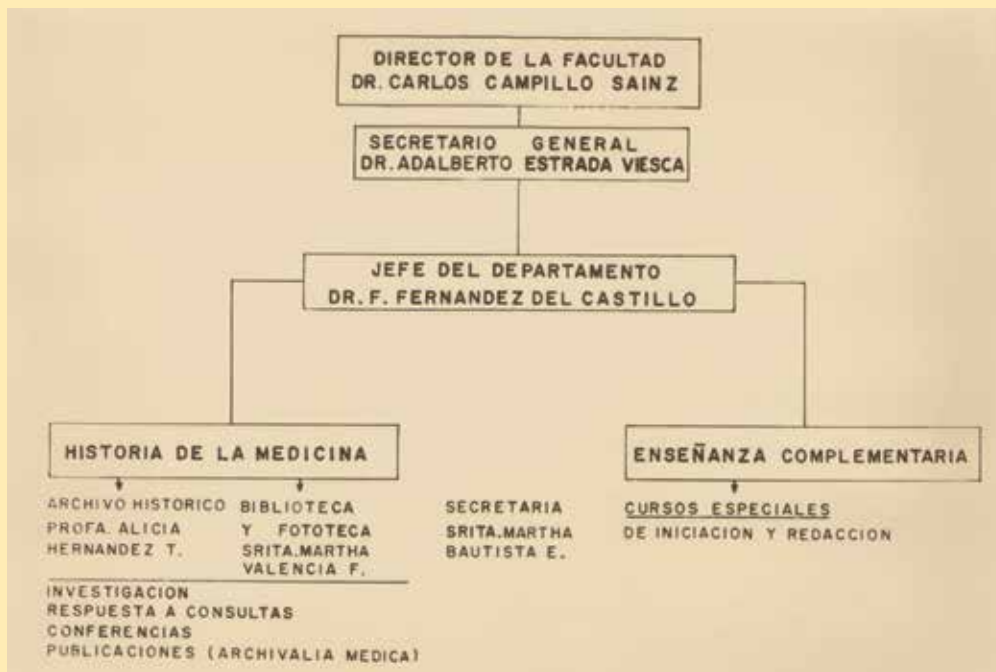 DIRECTOR DE LA FACULTAD
DR. CARLOS CAMPILLO SAINZ
SECRETARIO GENERAL
DR. ADALBERTO ESTRADA VIESCA
JEFE DEL DEPARTAMENTO
DR. F. FERNANDEZ DEL CASTILLO
HISTORIA DE LA MEDICINA
ARCHIVO HISTORICO
PROFA. ALICIA
HERNANDEZ T.
BIBLIOTECA
Y FOTOTECA
SRITA. MARTHA
VALENCIA F.
INVESTIGACION
RESPUESTA A CONSULTAS
CONFERENCIAS
PUBLICACIONES (ARCHIVALIA MEDICA)
SECRETARIA
SRITA. MARTHA
BAUTISTA E.
ENSEÑANZA COMPLEMENTARIA
CURSOS ESPECIALES
DE INICIACION Y REDACCION